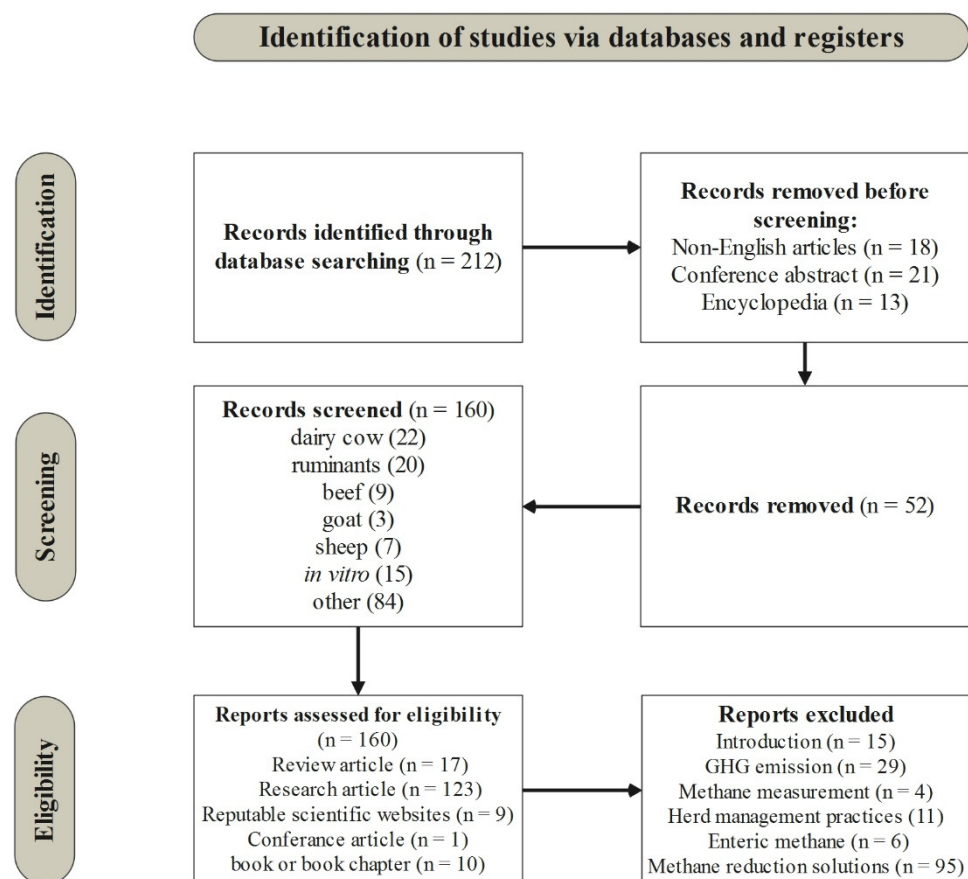 Identification of studies via databases and registers
Identification
Records identified through
database searching (n = 212)
Records removed before
screening:
Non-English articles (n = 18)
Conference abstract (n = 21)
Encyclopedia (n = 13)
Screening
Records screened (n = 160)
dairy cow (22)
ruminants (20)
beef (9)
goat (3)
sheep (7)
in vitro (15)
other (84)
Records removed (n = 52)
Eligibility
Reports assessed for eligibility
(n = 160)
Review article (n = 17)
Research article (n = 123)
Reputable scientific websites (n = 9)
Conferance article (n = 1)
book or book chapter (n = 10)
Reports excluded
Introduction (n = 15)
GHG emission (n = 29)
Methane measurement (n = 4)
Herd management practices (11)
Enteric methane (n = 6)
Methane reduction solutions (n = 95)